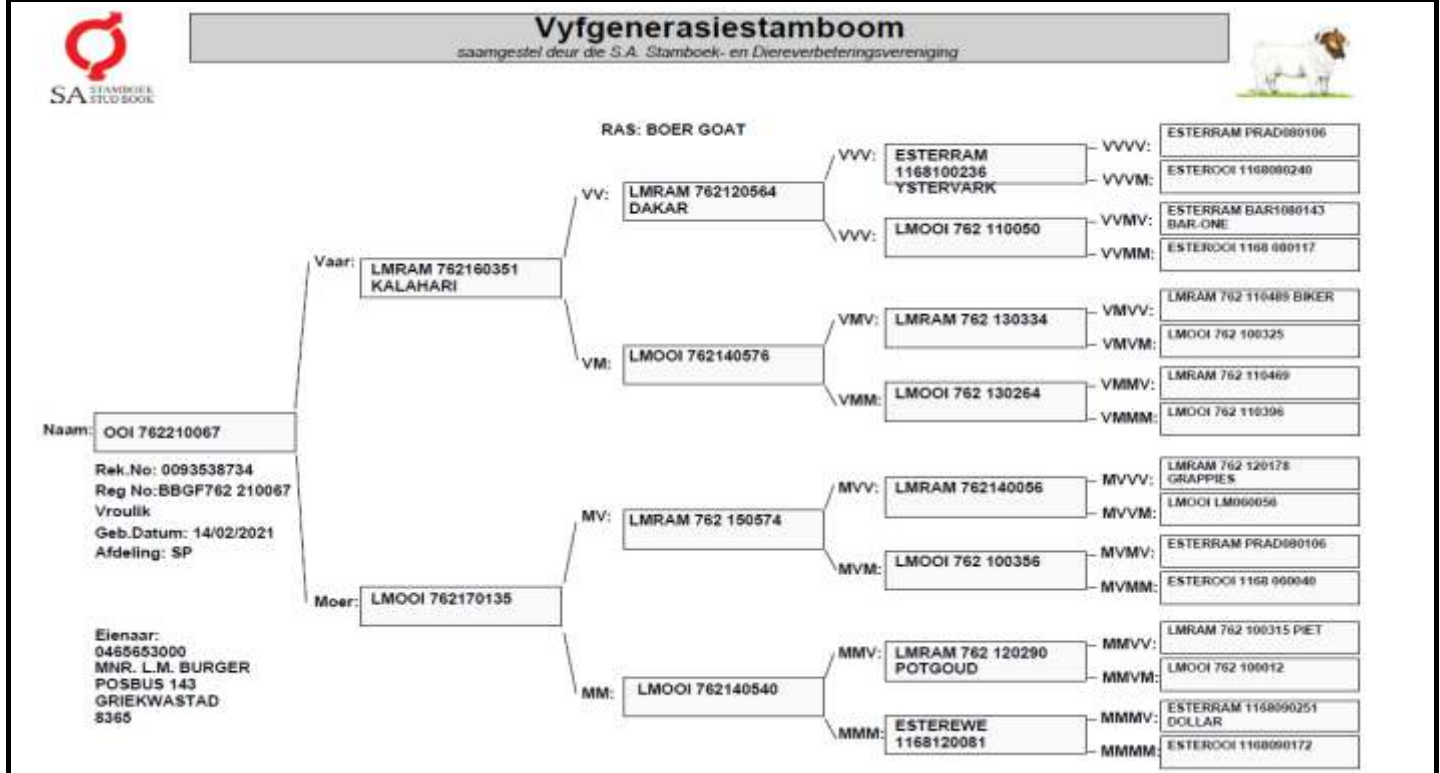 Vyfgenerasiestamboom
saamgestel deur die S.A. Stamboek- en Diereverbeteringsvereniging
SA STAMBOEK
STUD BOOK
RAS: BOER GOAT
Naam: OOI 762210067
Rek.No: 0093538734
Reg No:BBGF762 210067
Vroulik
Geb.Datum: 14/02/2021
Afdeling: SP
Eienaar:
0465653000
MNR. L.M. BURGER
POSBUS 143
GRIEKWASTAD
8365
Vaar: LMRAM 762160351
KALAHARI
Moer: LMOOI 762170135
VV: LMRAM 762120564
DAKAR
VM: LMOOI 762140576
MV: LMRAM 762 150574
MM: LMOOI 762140540
VVV: ESTERRAM
1168100236
YSTERVARK
VVV: LMOOI 762 110050
VMV: LMRAM 762 130334
VMM: LMOOI 762 130264
MVV: LMRAM 762140056
MVM: LMOOI 762 100356
MMV: LMRAM 762 120290
POTGOUD
MMM: ESTEREWE
1168120081
VVVV: ESTERRAM PRAD080106
VVVM: ESTEROOI 1168080240
VVMV: ESTERRAM BAR1080143
BAR-ONE
VVMM: ESTEROOI 1168 080117
VMVV: LMRAM 762 110489 BIKER
VMVM: LMOOI 762 100325
VMMV: LMRAM 762 110469
VMMM: LMOOI 762 110396
MVVV: LMRAM 762 120178
GRAPPIES
MVVM: LMOOI LM060056
MVMV: ESTERRAM PRAD080106
MVMM: ESTEROOI 1168 060040
MMVV: LMRAM 762 100315 PIET
MMVM: LMOOI 762 100012
MMMV: ESTERRAM 1168090251
DOLLAR
MMMM: ESTEROOI 1168090172